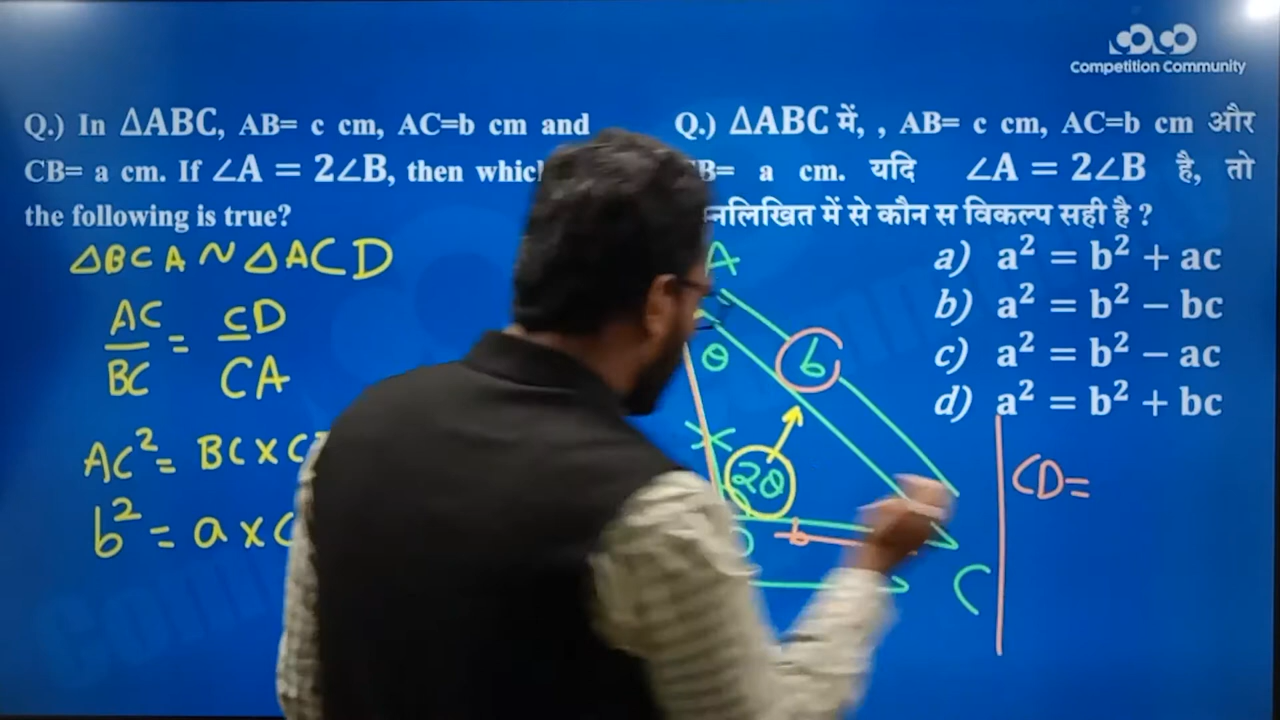 Competition Community
Q.) In ΔABC, AB= c cm, AC=b cm and
CB= a cm. If ∠A = 2∠B, then
the following is true?
Q.) ΔABC में, , AB= c cm, AC=b cm और
= a cm. यदि ∠A = 2∠B है, तो
में से कौन स विकल्प सही है ?
a) a² = b² + ac
b) a² = b² − bc
c) a² = b² − ac
d) a² = b² + bc
ΔBCA ~ ΔACD
AC/BC = CD/CA
AC² = BC x
b² = a x
A
θ
b
2θ
b
C
CD=